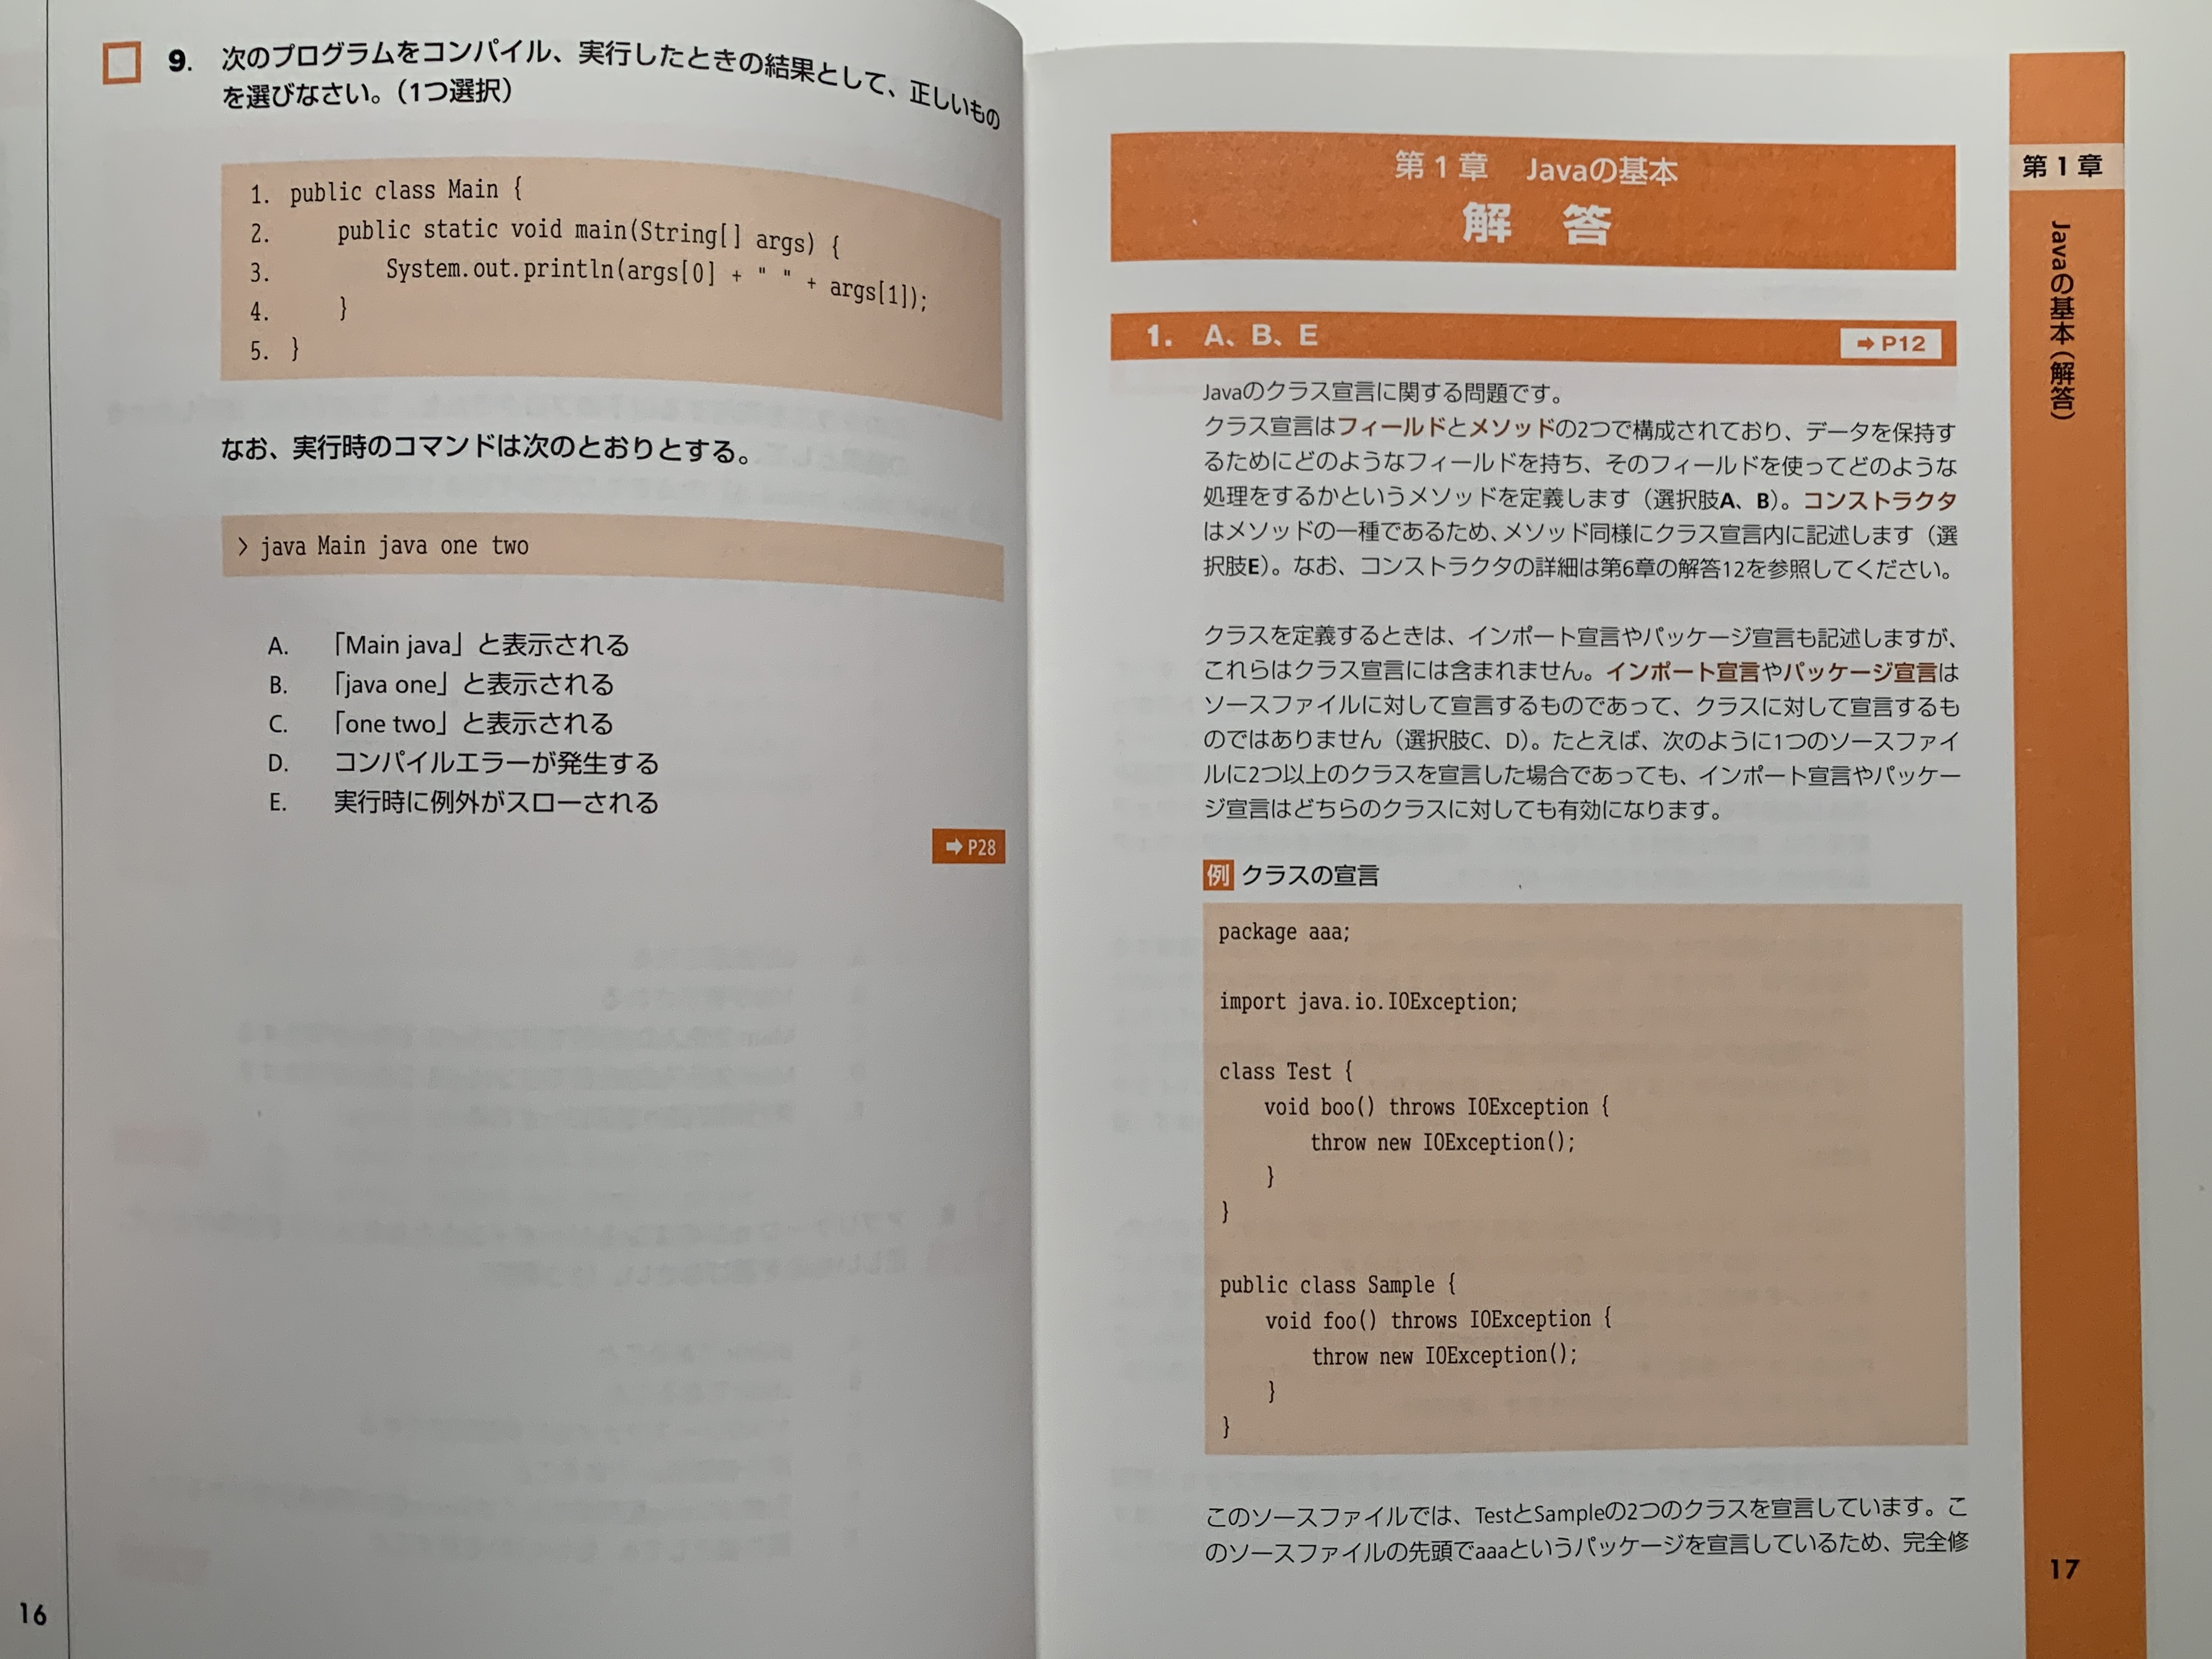 9. 次のプログラムをコンパイル、実行したときの結果として、正しいもの
を選びなさい。（1つ選択）
1. public class Main {
2.     public static void main(String[] args) {
3.         System.out.println(args[0] + " " + args[1]);
4.     }
5. }
なお、実行時のコマンドは次のとおりとする。
> java Main java one two
A. 「Main java」と表示される
B. 「java one」と表示される
C. 「one two」と表示される
D. コンパイルエラーが発生する
E. 実行時に例外がスローされる
➡ P28
16
第1章 Javaの基本
解 答
1. A、B、E ➡ P12
Javaのクラス宣言に関する問題です。
クラス宣言はフィールドとメソッドの2つで構成されており、データを保持す
るためにどのようなフィールドを持ち、そのフィールドを使ってどのような
処理をするかというメソッドを定義します（選択肢A、B）。コンストラクタ
はメソッドの一種であるため、メソッド同様にクラス宣言内に記述します（選
択肢E）。なお、コンストラクタの詳細は第6章の解答12を参照してください。
クラスを定義するときは、インポート宣言やパッケージ宣言も記述しますが、
これらはクラス宣言には含まれません。インポート宣言やパッケージ宣言は
ソースファイルに対して宣言するものであって、クラスに対して宣言するも
のではありません（選択肢C、D）。たとえば、次のように1つのソースファイ
ルに2つ以上のクラスを宣言した場合であっても、インポート宣言やパッケー
ジ宣言はどちらのクラスに対しても有効になります。
例 クラスの宣言
package aaa;
import java.io.IOException;
class Test {
    void boo() throws IOException {
        throw new IOException();
    }
}
public class Sample {
    void foo() throws IOException {
        throw new IOException();
    }
}
このソースファイルでは、TestとSampleの2つのクラスを宣言しています。こ
のソースファイルの先頭でaaaというパッケージを宣言しているため、完全修
第1章
Javaの基本（解答）
17